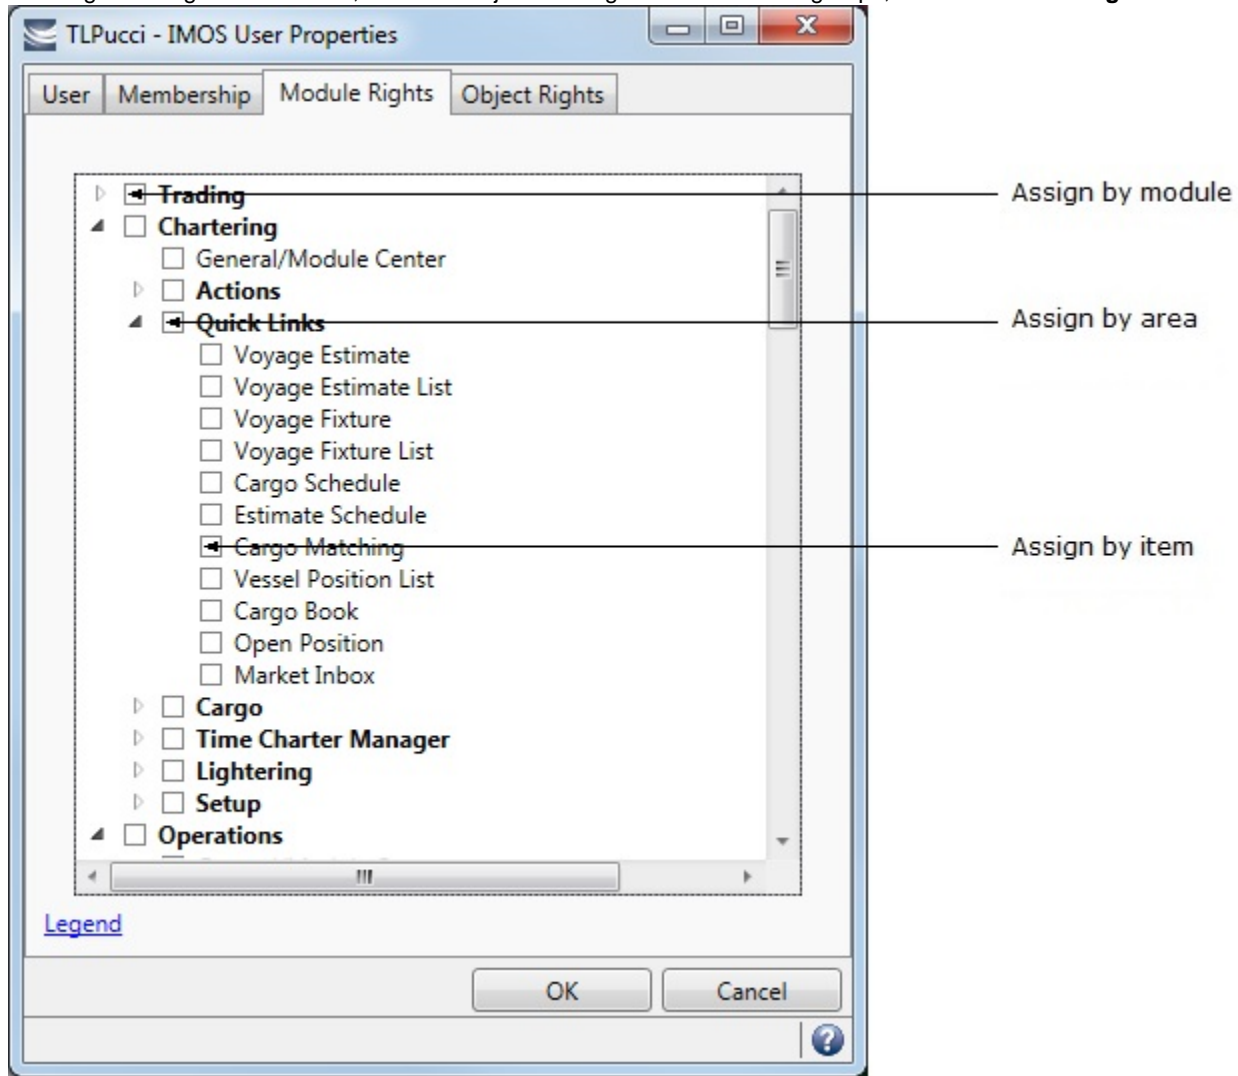 TLPucci - IMOS User Properties
User Membership Module Rights Object Rights
Trading
Assign by module
Chartering
General/Module Center
Actions
Quick Links
Assign by area
Voyage Estimate
Voyage Estimate List
Voyage Fixture
Voyage Fixture List
Cargo Schedule
Estimate Schedule
Cargo Matching
Assign by item
Vessel Position List
Cargo Book
Open Position
Market Inbox
Cargo
Time Charter Manager
Lightering
Setup
Operations
Legend
OK Cancel